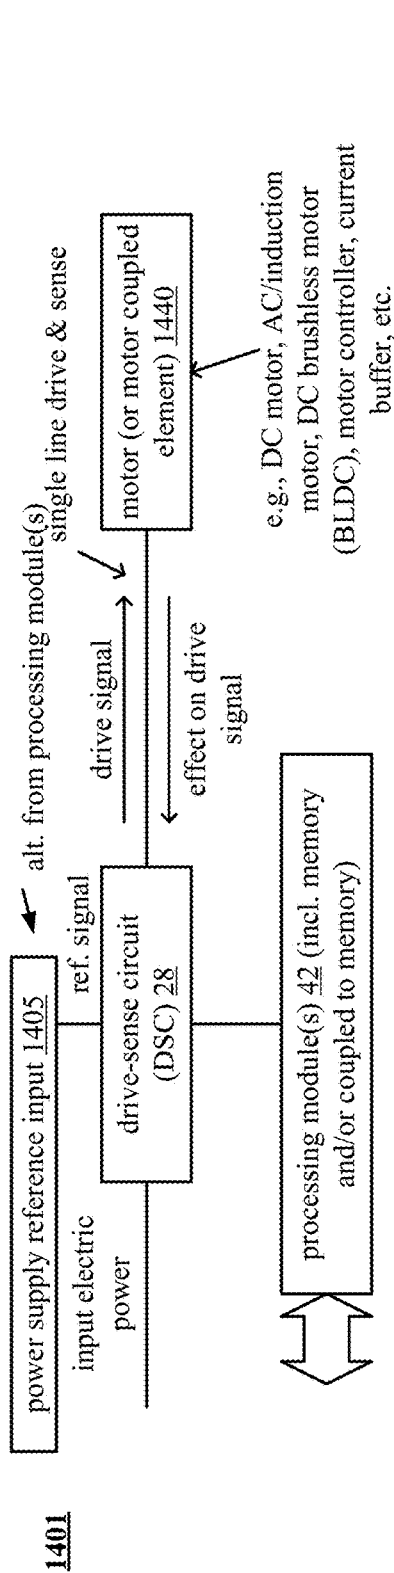 1401
power supply reference input 1405
alt. from processing module(s)
single line drive & sense
ref. signal
input electric
power
drive-sense circuit
(DSC) 28
drive signal
effect on drive
signal
motor (or motor coupled
element) 1440
e.g., DC motor, AC/induction
motor, DC brushless motor
(BLDC), motor controller, current
buffer, etc.
processing module(s) 42 (incl. memory
and/or coupled to memory)